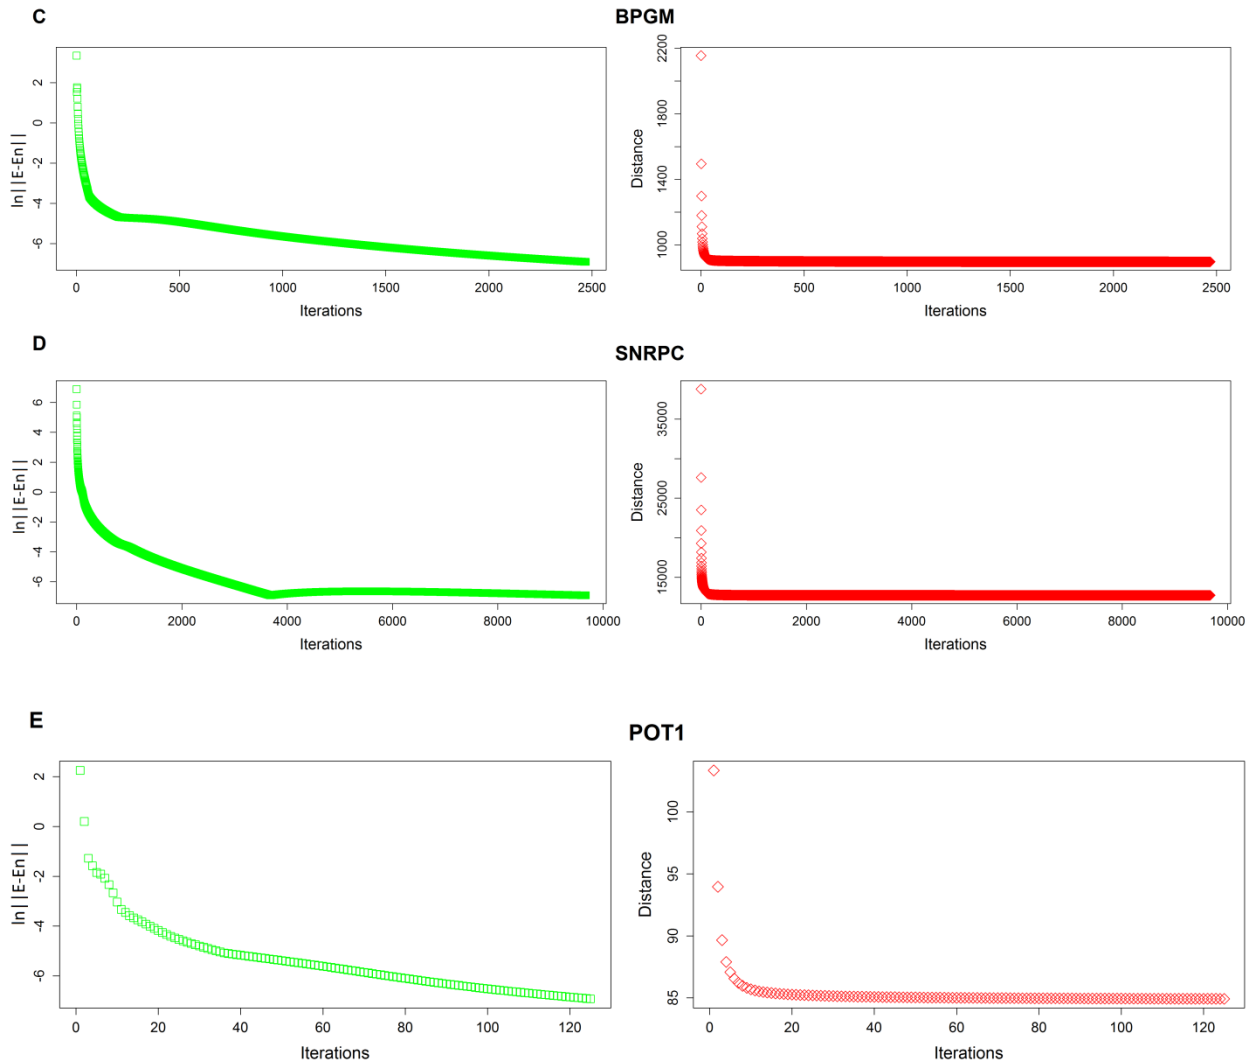 C
BPGM
ln||E-En||
2
0
-2
-4
-6
0 500 1000 1500 2000 2500
Iterations
Distance
2200
1800
1400
1000
0 500 1000 1500 2000 2500
Iterations
D
SNRPC
ln||E-En||
6
4
2
0
-2
-4
-6
0 2000 4000 6000 8000 10000
Iterations
Distance
35000
25000
15000
0 2000 4000 6000 8000 10000
Iterations
E
POT1
ln||E-En||
2
0
-2
-4
-6
0 20 40 60 80 100 120
Iterations
Distance
100
95
90
85
0 20 40 60 80 100 120
Iterations